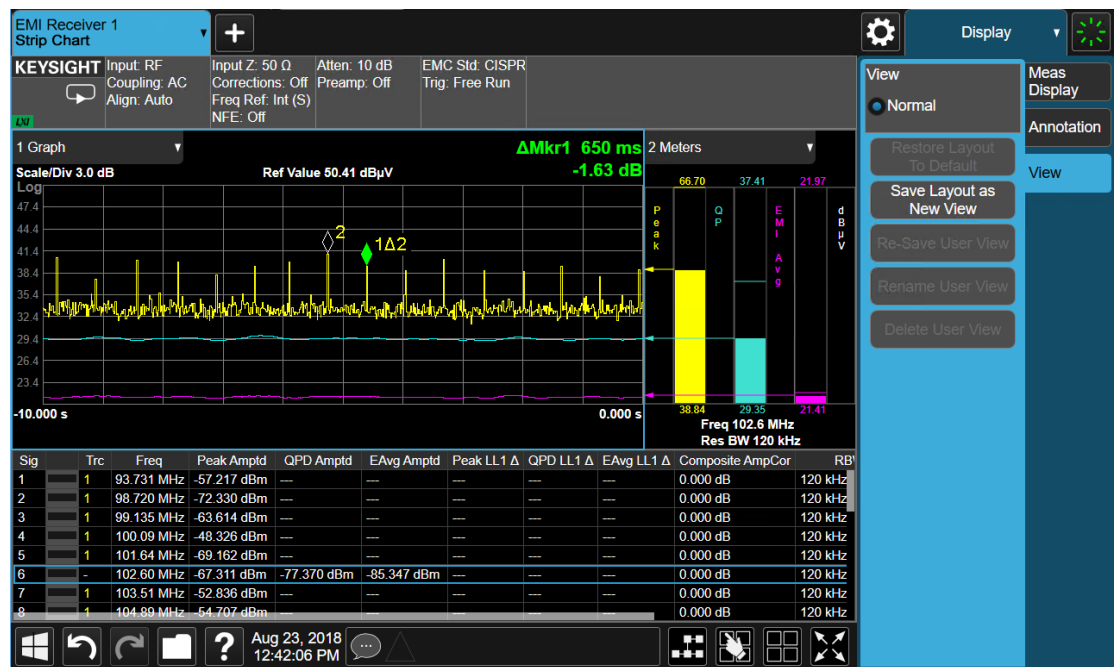 EMI Receiver 1
Strip Chart
Display
KEYSIGHT
LXI
Input: RF
Coupling: AC
Align: Auto
Input Z: 50 Ω
Corrections: Off
Freq Ref: Int (S)
NFE: Off
Atten: 10 dB
Preamp: Off
EMC Std: CISPR
Trig: Free Run
View
Normal
Restore Layout
To Default
Save Layout as
New View
Re-Save User View
Rename User View
Delete User View
Meas
Display
Annotation
View
1 Graph
ΔMkr1 650 ms
-1.63 dB
Scale/Div 3.0 dB
Ref Value 50.41 dBµV
Log
47.4
44.4
41.4
38.4
35.4
32.4
29.4
26.4
23.4
2
1Δ2
-10.000 s
0.000 s
2 Meters
66.70 37.41 21.97
Peak
QP
EMI Avg
dBµV
38.84 29.35 21.41
Freq 102.6 MHz
Res BW 120 kHz
Sig Trc Freq Peak Amptd QPD Amptd EAvg Amptd Peak LL1 Δ QPD LL1 Δ EAvg LL1 Δ Composite AmpCor
1 1 93.731 MHz -57.217 dBm --- --- --- --- --- 0.000 dB 120 kHz
2 1 98.720 MHz -72.330 dBm --- --- --- --- --- 0.000 dB 120 kHz
3 1 99.135 MHz -63.614 dBm --- --- --- --- --- 0.000 dB 120 kHz
4 1 100.09 MHz -48.326 dBm --- --- --- --- --- 0.000 dB 120 kHz
5 1 101.64 MHz -69.162 dBm --- --- --- --- --- 0.000 dB 120 kHz
6 - 102.60 MHz -67.311 dBm -77.370 dBm -85.347 dBm --- --- --- 0.000 dB 120 kHz
7 1 103.51 MHz -52.836 dBm --- --- --- --- --- 0.000 dB 120 kHz
8 1 104.89 MHz -54.707 dBm --- --- --- --- --- 0.000 dB 120 kHz
?
Aug 23, 2018
12:42:06 PM